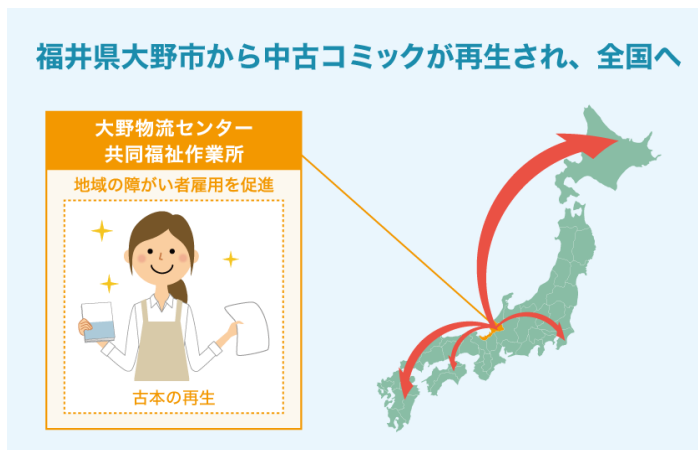 福井県大野市から中古コミックが再生され、全国へ
大野物流センター
共同福祉作業所
地域の障がい者雇用を促進
古本の再生